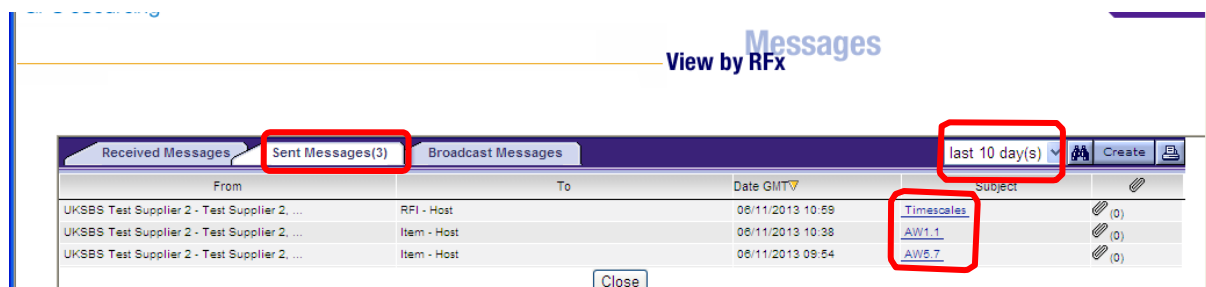 Messages
View by RFx
Received Messages Sent Messages(3) Broadcast Messages last 10 day(s) Create
From To Date GMT Subject
UKSBS Test Supplier 2 - Test Supplier 2, ... RFI - Host 06/11/2013 10:59 Timescales (0)
UKSBS Test Supplier 2 - Test Supplier 2, ... Item - Host 06/11/2013 10:38 AW1.1 (0)
UKSBS Test Supplier 2 - Test Supplier 2, ... Item - Host 06/11/2013 09:54 AW5.7 (0)
Close